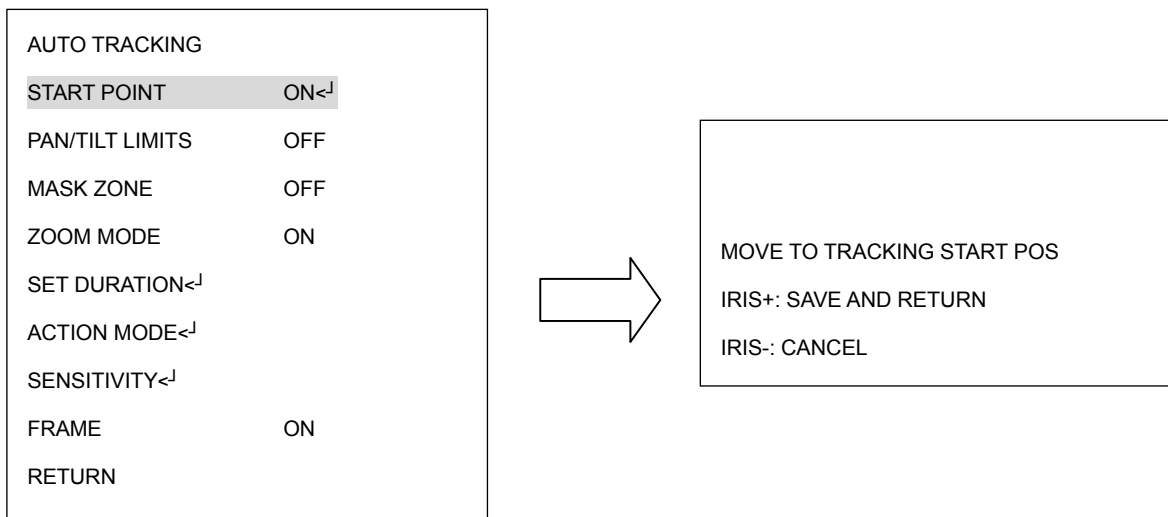 AUTO TRACKING
START POINT ON<┘
PAN/TILT LIMITS OFF
MASK ZONE OFF
ZOOM MODE ON
SET DURATION<┘
ACTION MODE<┘
SENSITIVITY<┘
FRAME ON
RETURN
MOVE TO TRACKING START POS
IRIS+: SAVE AND RETURN
IRIS-: CANCEL